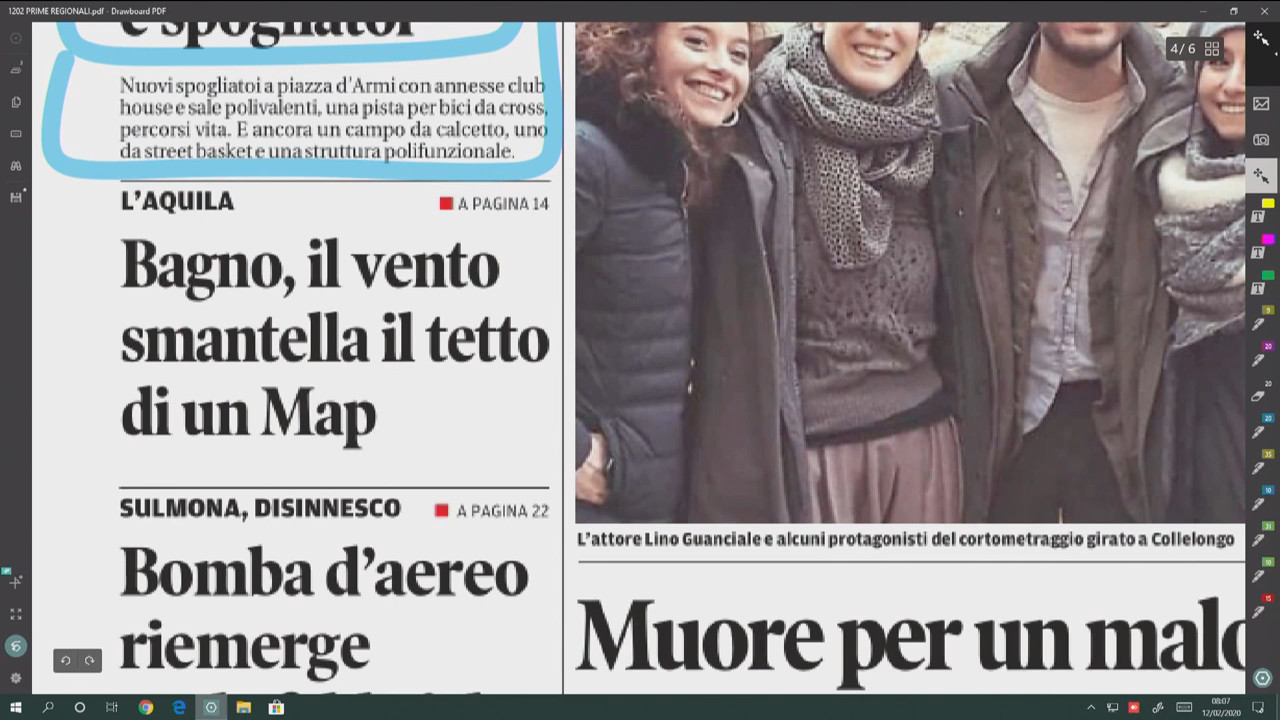 1202 PRIME REGIONALI.pdf - Drawboard PDF
4 / 6
e spogliatoi
Nuovi spogliatoi a piazza d'Armi con annesse club
house e sale polivalenti, una pista per bici da cross,
percorsi vita. E ancora un campo da calcetto, uno
da street basket e una struttura polifunzionale.
L'AQUILA
A PAGINA 14
Bagno, il vento
smantella il tetto
di un Map
SULMONA, DISINNESCO
A PAGINA 22
Bomba d'aereo
riemerge
L'attore Lino Guanciale e alcuni protagonisti del cortometraggio girato a Collelongo
Muore per un malo
08:07
12/02/2020